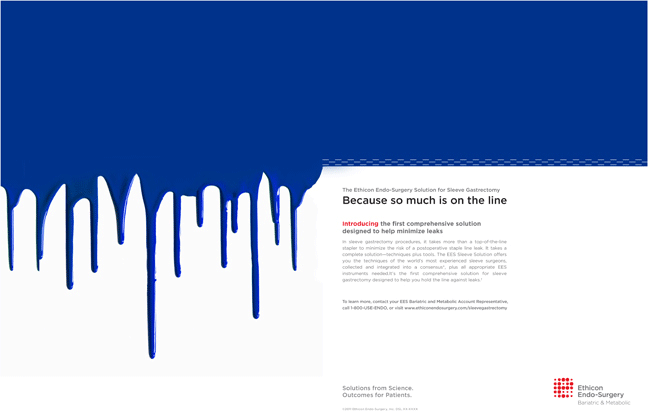 The Ethicon Endo-Surgery Solution for Sleeve Gastrectomy
Because so much is on the line
Introducing the first comprehensive solution
designed to help minimize leaks
In sleeve gastrectomy procedures, it takes more than a top-of-the-line
stapler to minimize the risk of a postoperative staple line leak. It takes a
complete solution—techniques plus tools. The EES Sleeve Solution offers
you the techniques of the world's most experienced sleeve surgeons,
collected and integrated into a consensus*, plus all appropriate EES
instruments needed.It's the first comprehensive solution for sleeve
gastrectomy designed to help you hold the line against leaks.
To learn more, contact your EES Bariatric and Metabolic Account Representative,
call 1-800-USE-ENDO, or visit www.ethiconendosurgery.com/sleevegastrectomy.
Solutions from Science.
Outcomes for Patients.
Ethicon
Endo-Surgery
Bariatric & Metabolic